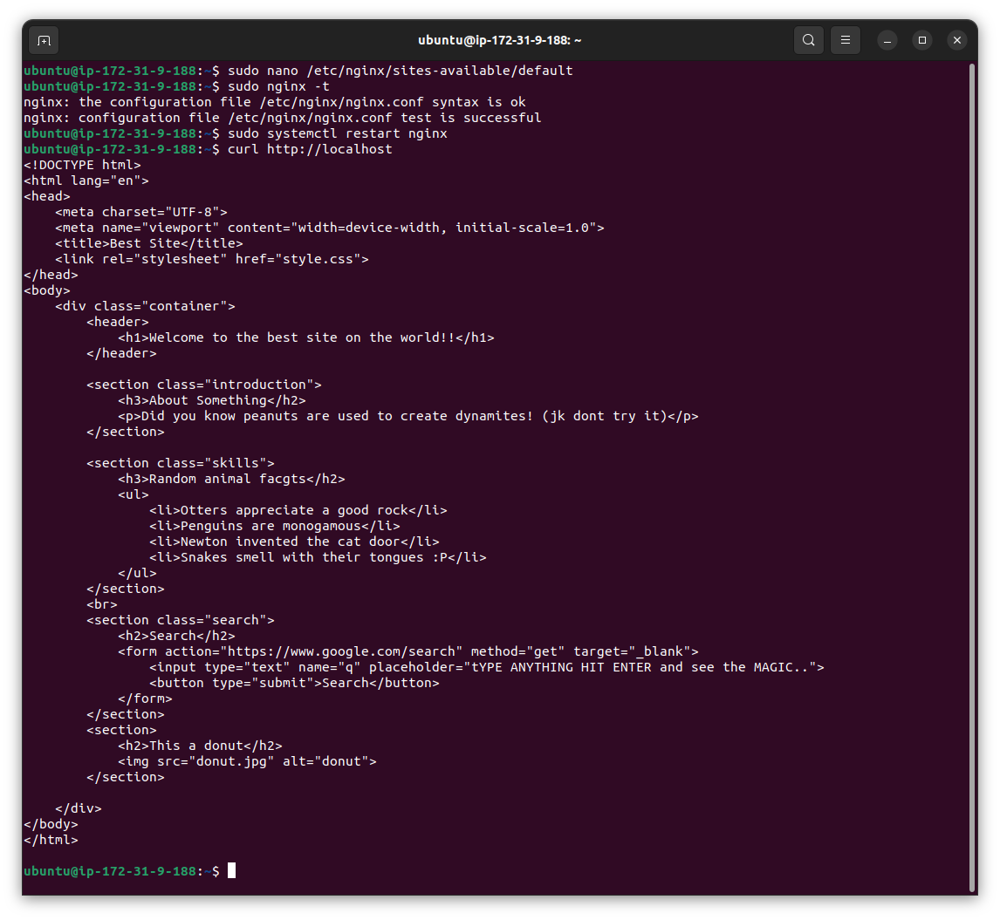 ubuntu@ip-172-31-9-188: ~
ubuntu@ip-172-31-9-188:~$ sudo nano /etc/nginx/sites-available/default
ubuntu@ip-172-31-9-188:~$ sudo nginx -t
nginx: the configuration file /etc/nginx/nginx.conf syntax is ok
nginx: configuration file /etc/nginx/nginx.conf test is successful
ubuntu@ip-172-31-9-188:~$ sudo systemctl restart nginx
ubuntu@ip-172-31-9-188:~$ curl http://localhost
<!DOCTYPE html>
<html lang="en">
<head>
    <meta charset="UTF-8">
    <meta name="viewport" content="width=device-width, initial-scale=1.0">
    <title>Best Site</title>
    <link rel="stylesheet" href="style.css">
</head>
<body>
    <div class="container">
        <header>
            <h1>Welcome to the best site on the world!!</h1>
        </header>

        <section class="introduction">
            <h3>About Something</h2>
            <p>Did you know peanuts are used to create dynamites! (jk dont try it)</p>
        </section>

        <section class="skills">
            <h3>Random animal facgts</h2>
            <ul>
                <li>Otters appreciate a good rock</li>
                <li>Penguins are monogamous</li>
                <li>Newton invented the cat door</li>
                <li>Snakes smell with their tongues :P</li>
            </ul>
        </section>
        <br>
        <section class="search">
            <h2>Search</h2>
            <form action="https://www.google.com/search" method="get" target="_blank">
                <input type="text" name="q" placeholder="tYPE ANYTHING HIT ENTER and see the MAGIC..">
                <button type="submit">Search</button>
            </form>
        </section>
        <section>
            <h2>This a donut</h2>
            <img src="donut.jpg" alt="donut">
        </section>

    </div>
</body>
</html>

ubuntu@ip-172-31-9-188:~$